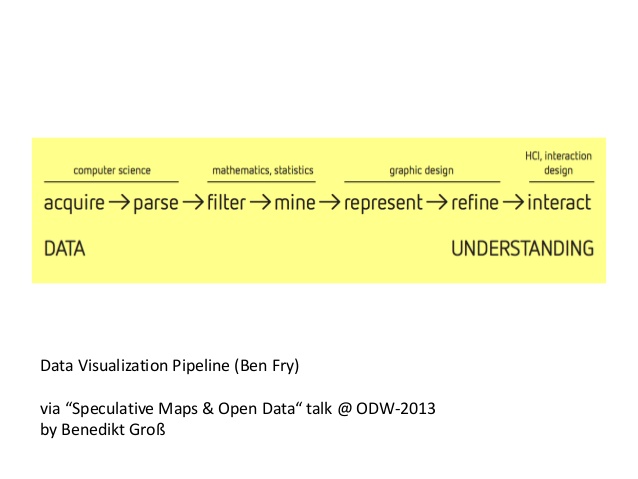 HCI, interaction
computer science mathematics, statistics graphic design design
acquire → parse → filter → mine → represent → refine → interact
DATA UNDERSTANDING
Data Visualization Pipeline (Ben Fry)
via “Speculative Maps & Open Data“ talk @ ODW-2013
by Benedikt Groß